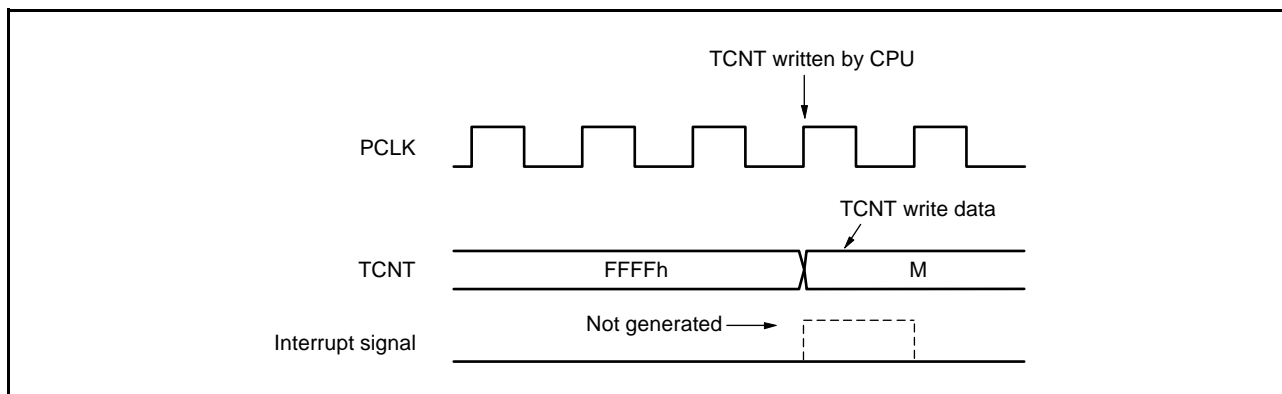 TCNT written by CPU
PCLK
TCNT write data
TCNT FFFFh M
Not generated
Interrupt signal